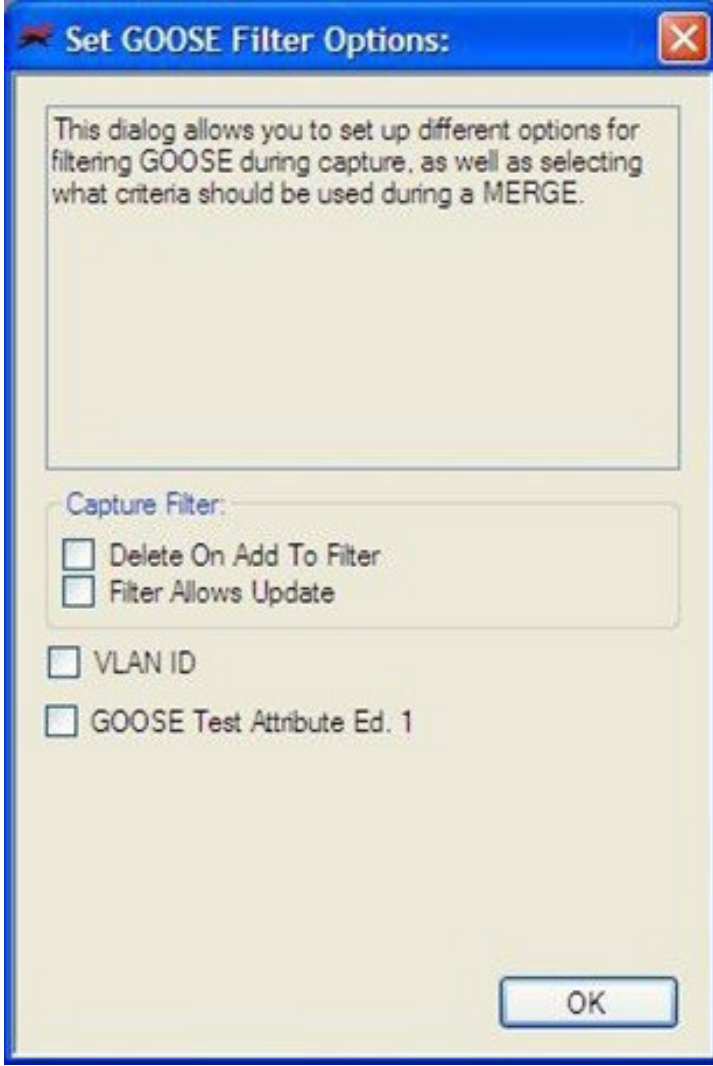 Set GOOSE Filter Options:
This dialog allows you to set up different options for
filtering GOOSE during capture, as well as selecting
what criteria should be used during a MERGE.
Capture Filter:
Delete On Add To Filter
Filter Allows Update
VLAN ID
GOOSE Test Attribute Ed. 1
OK